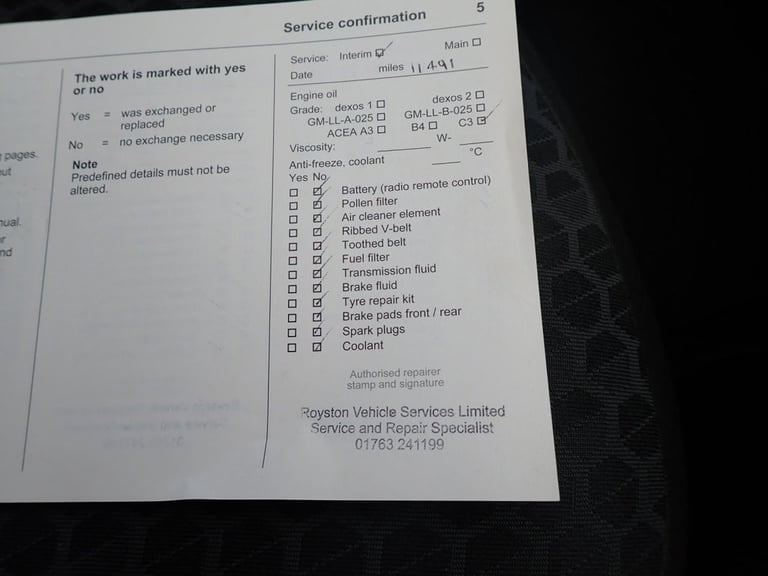 Service confirmation 5
pages.
ut
nual.
r
nd
The work is marked with yes
or no
Yes = was exchanged or
replaced
No = no exchange necessary
Note
Predefined details must not be
altered.
Service: Interim ☑ Main ☐
Date miles 11491
Engine oil
Grade: dexos 1 ☐ dexos 2 ☐
GM-LL-A-025 ☐ GM-LL-B-025 ☐
ACEA A3 ☐ B4 ☐ C3 ☑
Viscosity: W-
Anti-freeze, coolant °C
Yes No
☐ ☑ Battery (radio remote control)
☐ ☑ Pollen filter
☐ ☑ Air cleaner element
☐ ☑ Ribbed V-belt
☐ ☑ Toothed belt
☐ ☑ Fuel filter
☐ ☑ Transmission fluid
☐ ☑ Brake fluid
☐ ☑ Tyre repair kit
☐ ☑ Brake pads front / rear
☐ ☑ Spark plugs
☐ ☑ Coolant
Authorised repairer
stamp and signature
Royston Vehicle Services Limited
Service and Repair Specialist
01763 241199